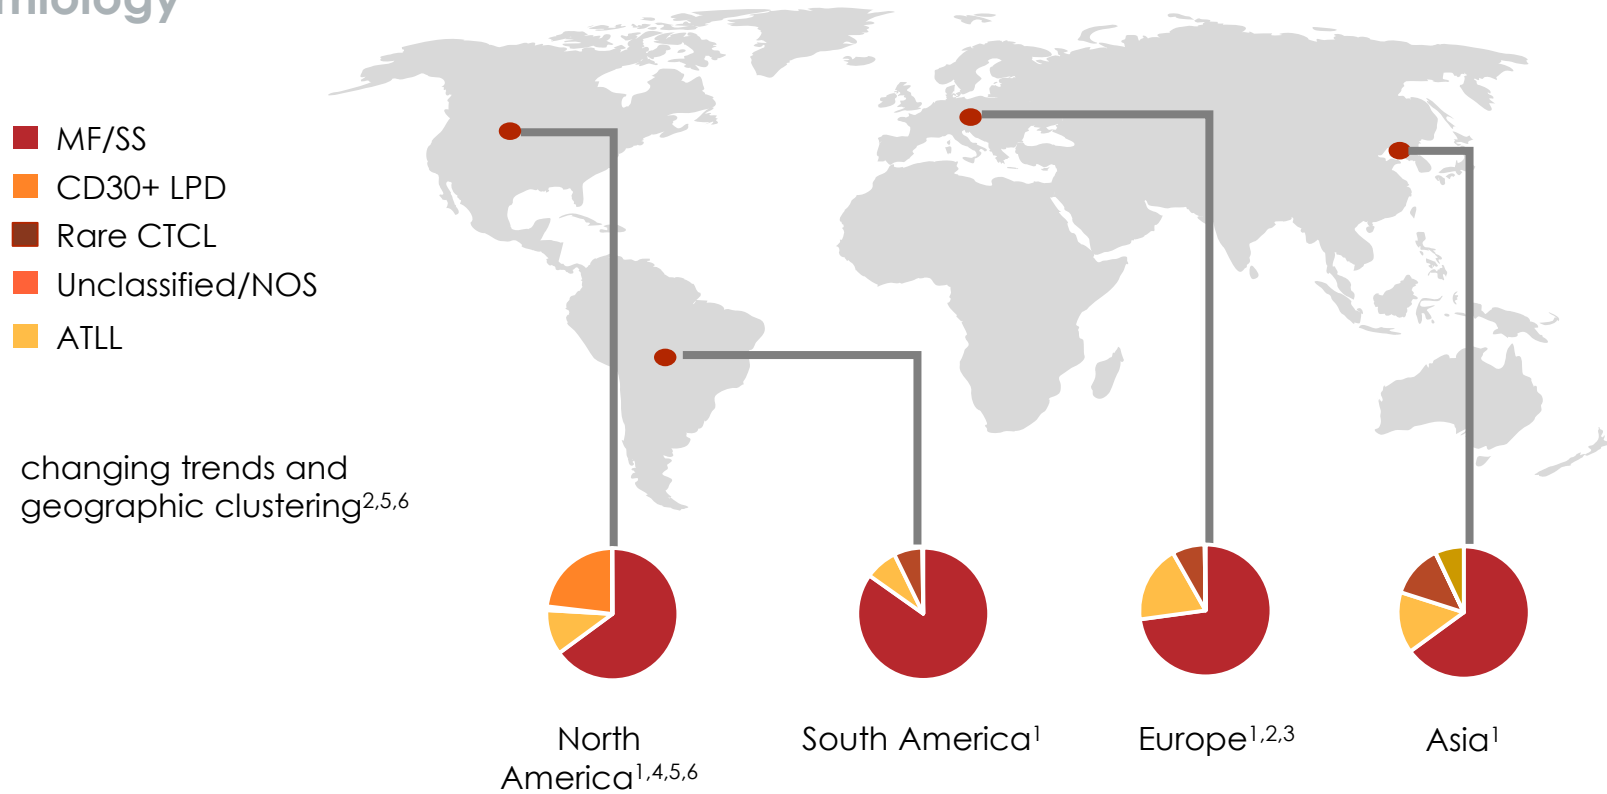 MF/SS
CD30+ LPD
Rare CTCL
Unclassified/NOS
ATLL
changing trends and
geographic clustering2,5,6
North
America1,4,5,6
South America1
Europe1,2,3
Asia1